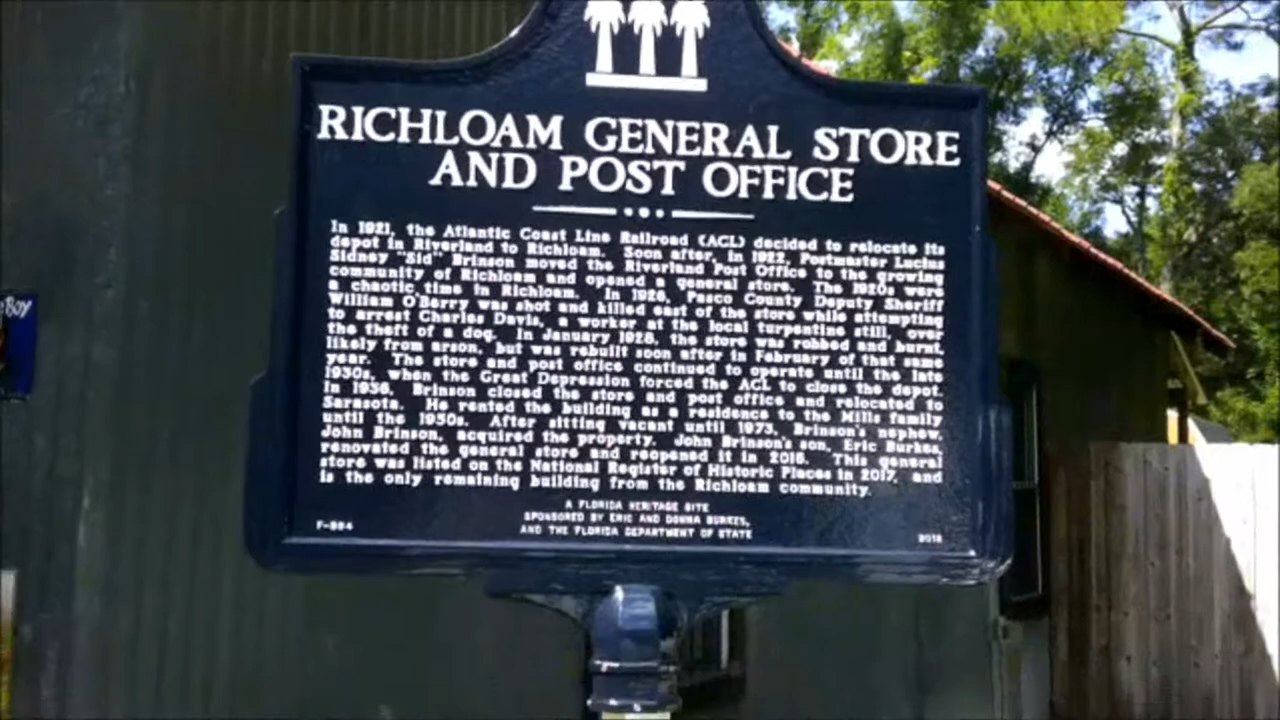 RICHLOAM GENERAL STORE
AND POST OFFICE
In 1921, the Atlantic Coast Line Railroad (ACL) decided to relocate its
depot in Riverland to Richloam. Soon after, in 1922, Postmaster Lucius
Sidney "Sid" Brinson moved the Riverland Post Office to the growing
community of Richloam and opened a general store. The 1920s were
a chaotic time in Richloam. In 1926, Pasco County Deputy Sheriff
William O'Berry was shot and killed east of the store while attempting
to arrest Charles Davis, a worker at the local turpentine still, over
the theft of a dog. In January 1928, the store was robbed and burnt,
likely from arson, but was rebuilt soon after in February of that same
year. The store and post office continued to operate until the late
1930s, when the Great Depression forced the ACL to close the depot.
In 1936, Brinson closed the store and post office and relocated to
Sarasota. He rented the building as a residence to the Mills family
until the 1950s. After sitting vacant until 1973, Brinson's nephew,
John Brinson, acquired the property. John Brinson's son, Eric Burkes,
renovated the general store and reopened it in 2016. This general
store was listed on the National Register of Historic Places in 2017, and
is the only remaining building from the Richloam community.
A FLORIDA HERITAGE SITE
SPONSORED BY ERIC AND DONNA BURKES,
AND THE FLORIDA DEPARTMENT OF STATE
F-994
2018